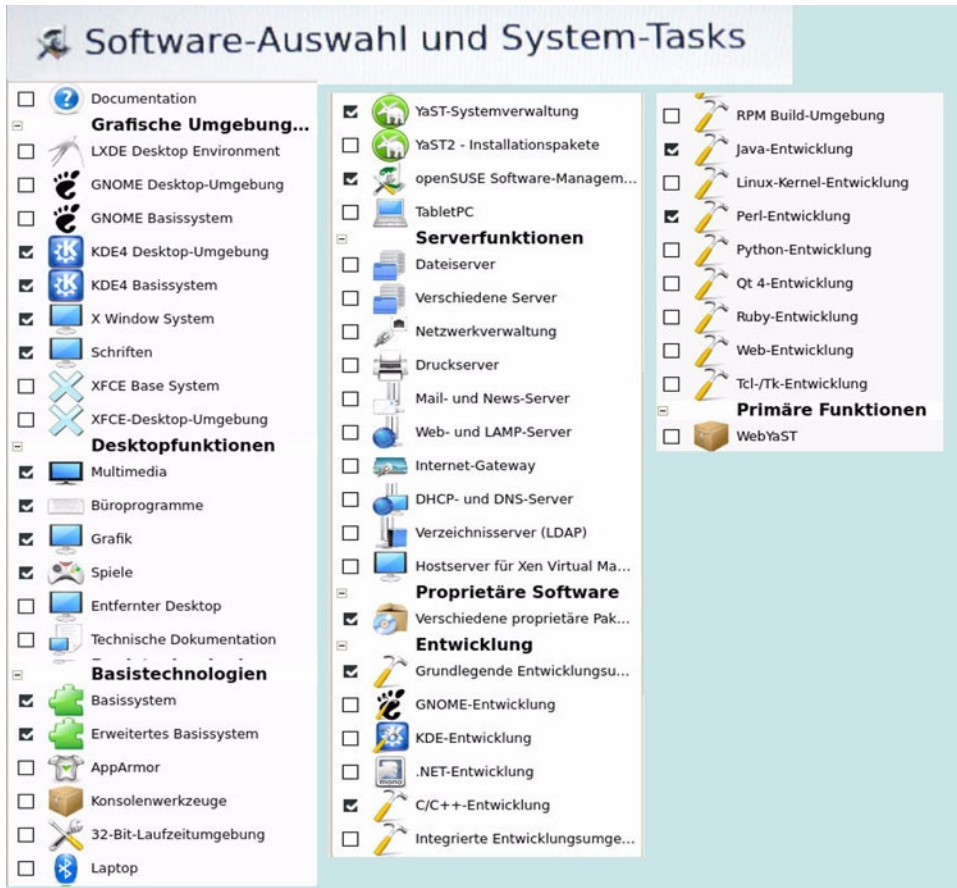 Software-Auswahl und System-Tasks
Documentation
Grafische Umgebung...
LXDE Desktop Environment
GNOME Desktop-Umgebung
GNOME Basissystem
KDE4 Desktop-Umgebung
KDE4 Basissystem
X Window System
Schriften
XFCE Base System
XFCE-Desktop-Umgebung
Desktopfunktionen
Multimedia
Büroprogramme
Grafik
Spiele
Entfernter Desktop
Technische Dokumentation
Basistechnologien
Basissystem
Erweitertes Basissystem
AppArmor
Konsolenwerkzeuge
32-Bit-Laufzeitumgebung
Laptop
YaST-Systemverwaltung
YaST2 - Installationspakete
openSUSE Software-Managem...
TabletPC
Serverfunktionen
Dateiserver
Verschiedene Server
Netzwerkverwaltung
Druckserver
Mail- und News-Server
Web- und LAMP-Server
Internet-Gateway
DHCP- und DNS-Server
Verzeichnisserver (LDAP)
Hostserver für Xen Virtual Ma...
Proprietäre Software
Verschiedene proprietäre Pak...
Entwicklung
Grundlegende Entwicklungsu...
GNOME-Entwicklung
KDE-Entwicklung
mono
.NET-Entwicklung
C/C++-Entwicklung
Integrierte Entwicklungsumge...
RPM Build-Umgebung
Java-Entwicklung
Linux-Kernel-Entwicklung
Perl-Entwicklung
Python-Entwicklung
Qt 4-Entwicklung
Ruby-Entwicklung
Web-Entwicklung
Tcl-/Tk-Entwicklung
Primäre Funktionen
WebYaST